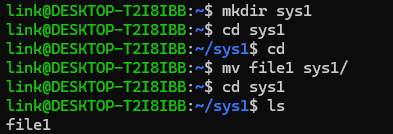 link@DESKTOP-T2I8IBB:~$ mkdir sys1
link@DESKTOP-T2I8IBB:~$ cd sys1
link@DESKTOP-T2I8IBB:~/sys1$ cd
link@DESKTOP-T2I8IBB:~$ mv file1 sys1/
link@DESKTOP-T2I8IBB:~$ cd sys1
link@DESKTOP-T2I8IBB:~/sys1$ ls
file1